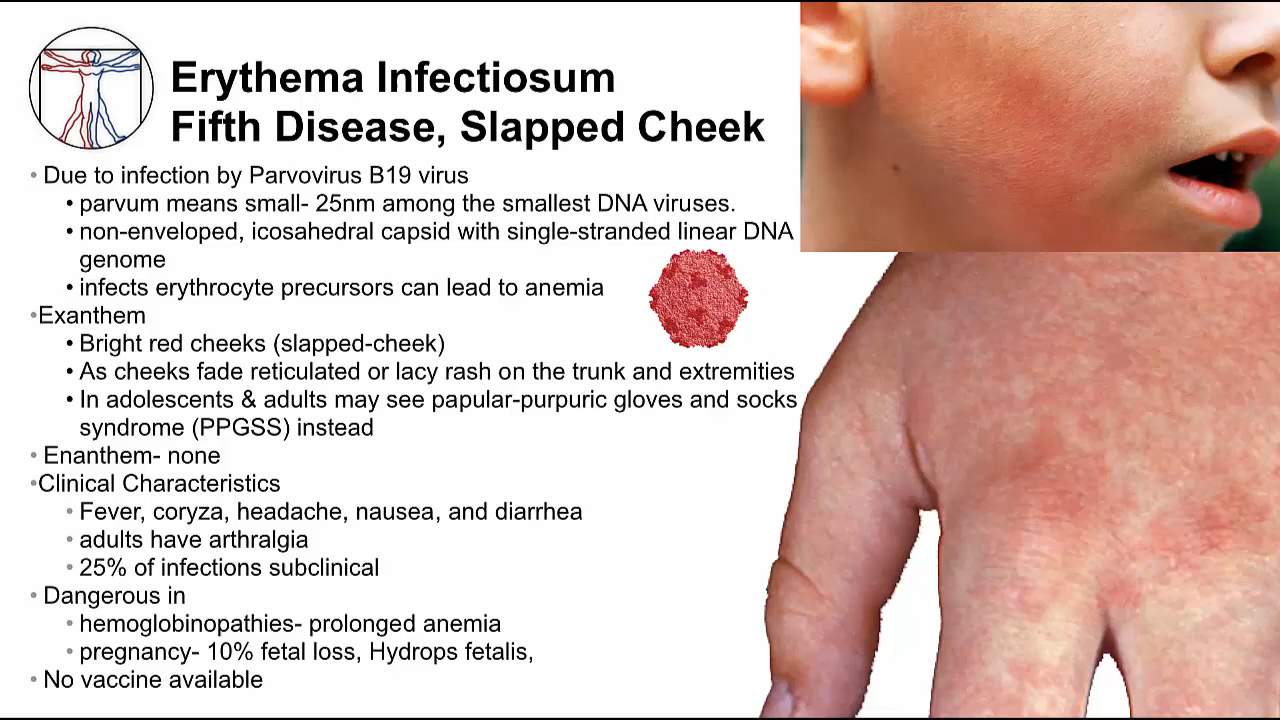 Erythema Infectiosum
Fifth Disease, Slapped Cheek
• Due to infection by Parvovirus B19 virus
• parvum means small- 25nm among the smallest DNA viruses.
• non-enveloped, icosahedral capsid with single-stranded linear DNA
genome
• infects erythrocyte precursors can lead to anemia
•Exanthem
• Bright red cheeks (slapped-cheek)
• As cheeks fade reticulated or lacy rash on the trunk and extremities
• In adolescents & adults may see papular-purpuric gloves and socks
syndrome (PPGSS) instead
• Enanthem- none
•Clinical Characteristics
• Fever, coryza, headache, nausea, and diarrhea
• adults have arthralgia
• 25% of infections subclinical
• Dangerous in
• hemoglobinopathies- prolonged anemia
• pregnancy- 10% fetal loss, Hydrops fetalis,
• No vaccine available